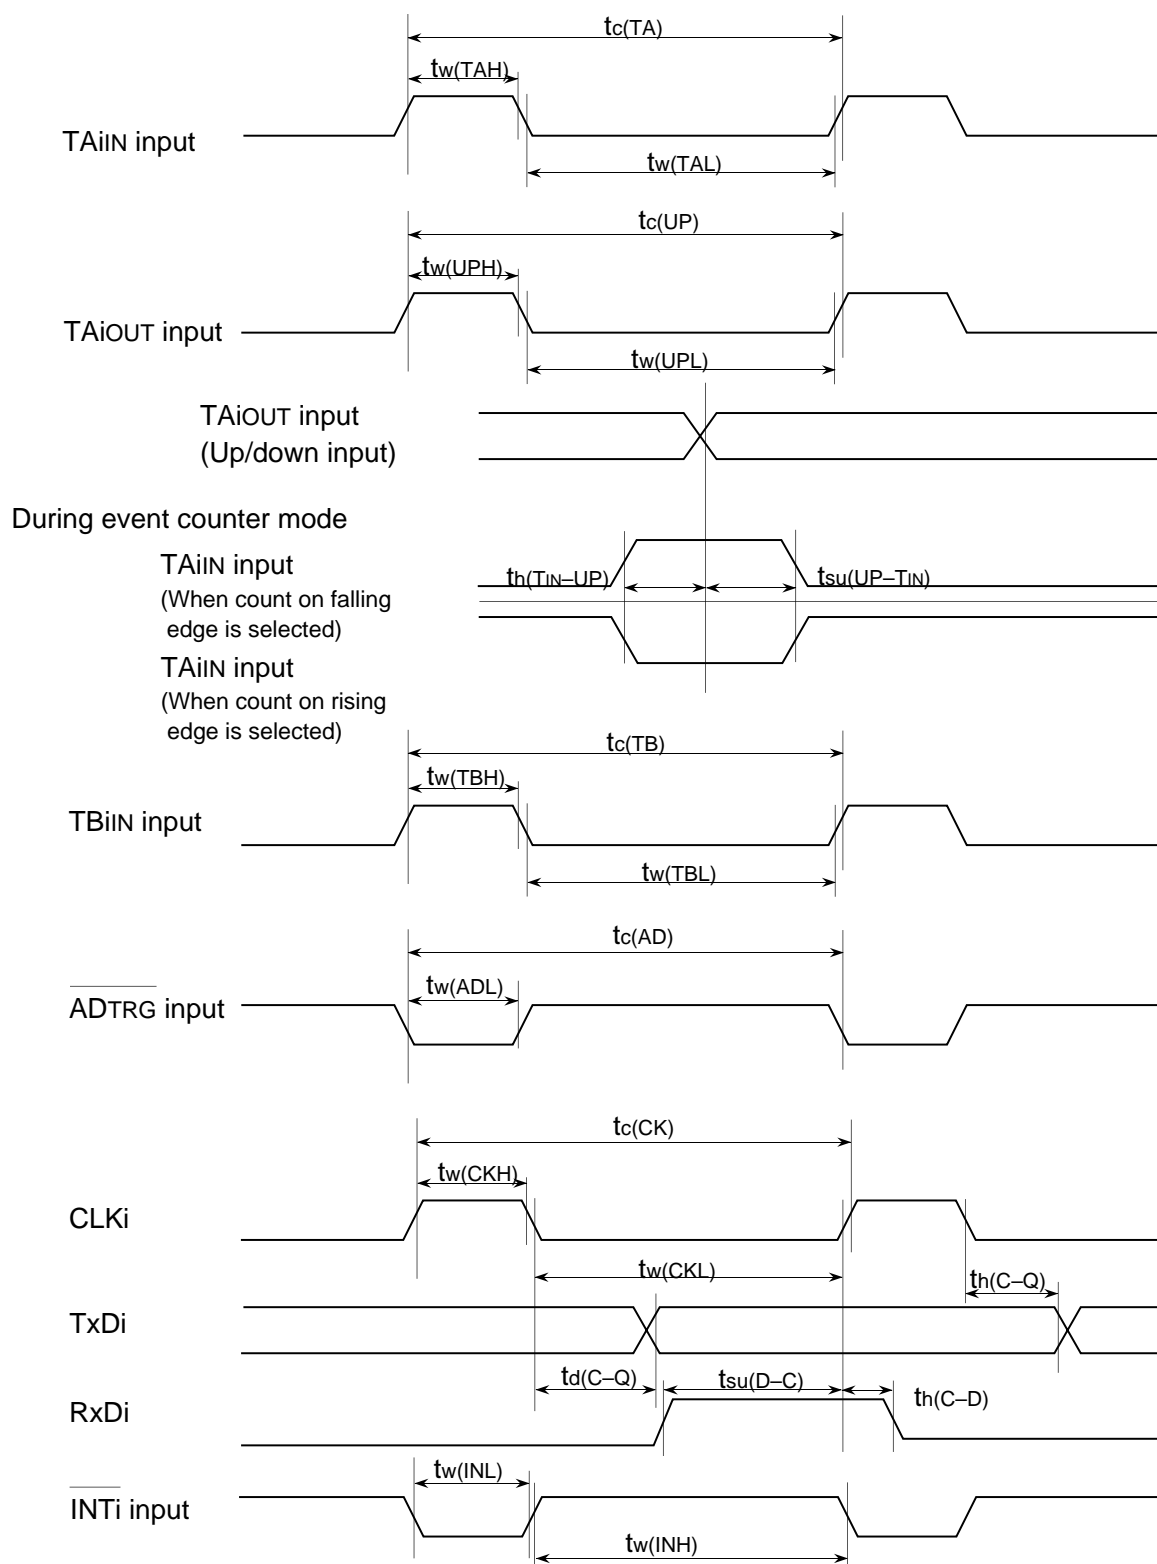 tc(TA)
tw(TAH)
TAiIN input
tw(TAL)
tc(UP)
tw(UPH)
TAiOUT input
tw(UPL)
TAiOUT input
(Up/down input)
During event counter mode
TAiIN input
(When count on falling
edge is selected)
th(TIN–UP)
tsu(UP–TIN)
TAiIN input
(When count on rising
edge is selected)
tc(TB)
tw(TBH)
TBiIN input
tw(TBL)
tc(AD)
tw(ADL)
ADTRG input
tc(CK)
tw(CKH)
CLKi
tw(CKL)
th(C–Q)
TxDi
td(C–Q)
tsu(D–C)
th(C–D)
RxDi
tw(INL)
INTi input
tw(INH)